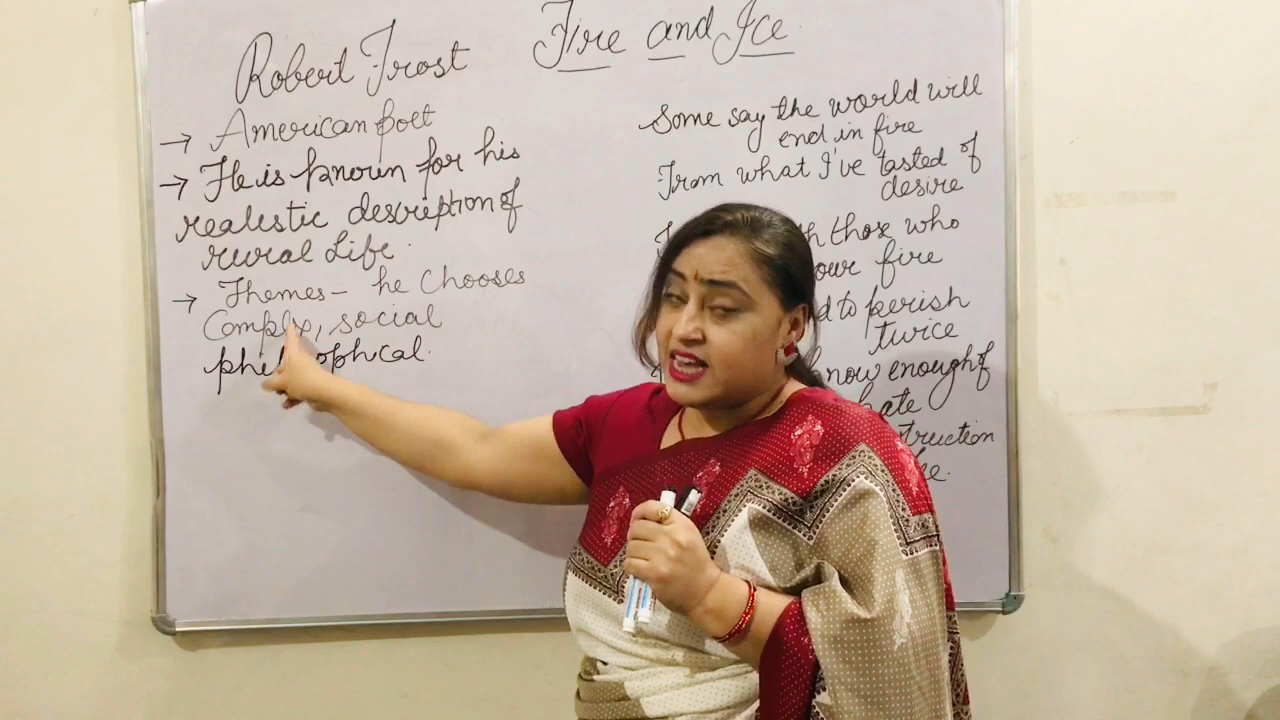 Fire and Ice
Robert Frost
→ American poet
→ He is known for his
realistic description of
rural Life.
→ Themes - he Chooses
Complex, social
philosophical.
Some say the world will
end in fire
From what I've tasted of
desire
those who
fire
to perish
twice
know enough of
hate